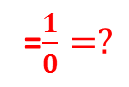 =1/0 =?